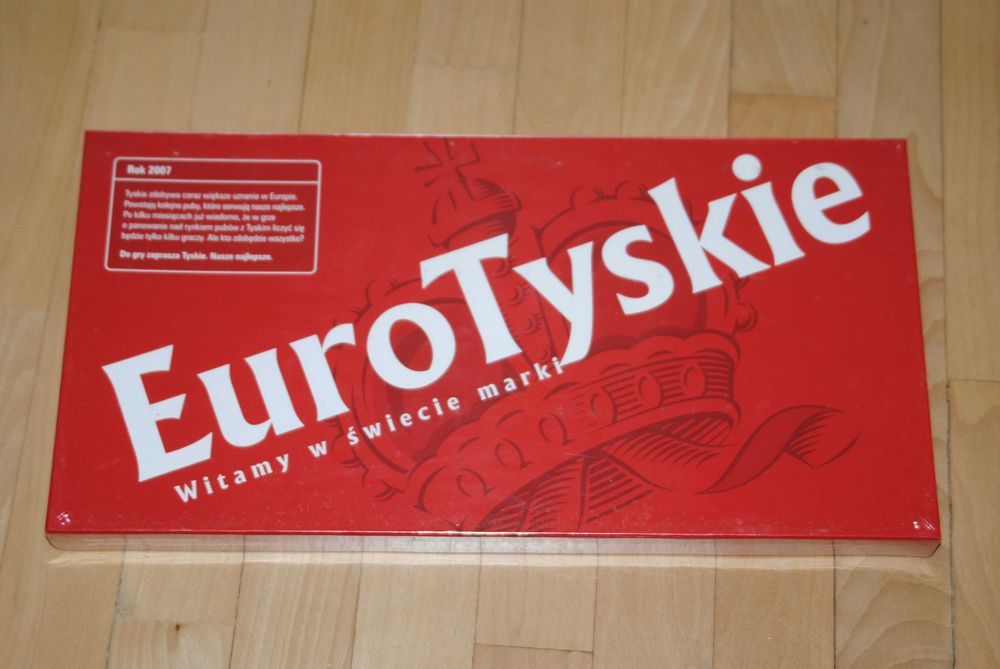 Rok 2007
Tyskie zdobywa coraz większe uznanie w Europie.
Powstają kolejne puby, które serwują nasze najlepsze.
Po kilku miesiącach już wiadomo, że w grze
o panowanie nad rynkiem pubów z Tyskim liczyć się
będzie tylko kilku graczy. Ale kto zdobędzie wszystko?
Do gry zaprasza Tyskie. Nasze najlepsze.
EuroTyskie
Witamy w świecie marki